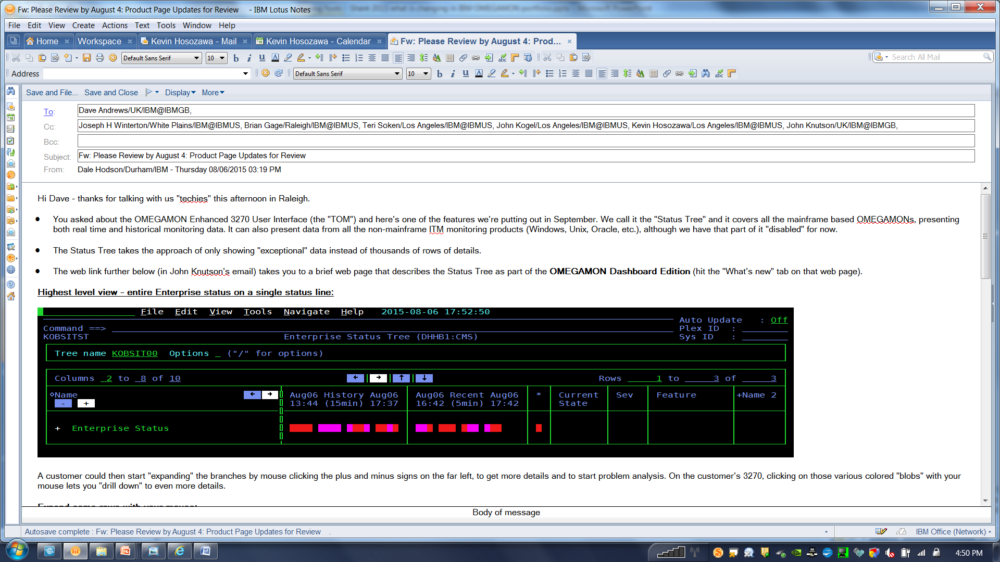 Fw: Please Review by August 4: Product Page Updates for Review - IBM Lotus Notes
File Edit View Create Actions Text Tools Window Help
Home Workspace Kevin Hosozawa - Mail Kevin Hosozawa - Calendar Fw: Please Review by August 4: Prod...
Default Sans Serif 10 Search All Mail
Address Default Sans Serif 10
Save and File... Save and Close Display More
To: Dave Andrews/UK/IBM@IBMGB,
Cc: Joseph H Winterton/White Plains/IBM@IBMUS, Brian Gage/Raleigh/IBM@IBMUS, Teri Soken/Los Angeles/IBM@IBMUS, John Kogel/Los Angeles/IBM@IBMUS, Kevin Hosozawa/Los Angeles/IBM@IBMUS, John Knutson/UK/IBM@IBMGB,
Bcc:
Subject: Fw: Please Review by August 4: Product Page Updates for Review
From: Dale Hodson/Durham/IBM - Thursday 08/06/2015 03:19 PM
Hi Dave - thanks for talking with us "techies" this afternoon in Raleigh.
• You asked about the OMEGAMON Enhanced 3270 User Interface (the "TOM") and here's one of the features we're putting out in September. We call it the "Status Tree" and it covers all the mainframe based OMEGAMONs, presenting
both real time and historical monitoring data. It can also present data from all the non-mainframe ITM monitoring products (Windows, Unix, Oracle, etc.), although we have that part of it "disabled" for now.
• The Status Tree takes the approach of only showing "exceptional" data instead of thousands of rows of details.
• The web link further below (in John Knutson's email) takes you to a brief web page that describes the Status Tree as part of the OMEGAMON Dashboard Edition (hit the "What's new" tab on that web page).
Highest level view - entire Enterprise status on a single status line:
File Edit View Tools Navigate Help 2015-08-06 17:52:50
Auto Update : Off
Command ==> Plex ID :
KOBSITST Enterprise Status Tree (DHHB1:CMS) Sys ID :
Tree name KOBSIT00 Options _ ("/" for options)
Columns 2 to 8 of 10 ← → ↑ ↓ Rows 1 to 3 of 3
◇Name ← → Aug06 History Aug06 Aug06 Recent Aug06 * Current Sev Feature +Name 2
- + 13:44 (15min) 17:37 16:42 (5min) 17:42 State
+ Enterprise Status
A customer could then start "expanding" the branches by mouse clicking the plus and minus signs on the far left, to get more details and to start problem analysis. On the customer's 3270, clicking on those various colored "blobs" with your
mouse lets you "drill down" to even more details.
Body of message
Autosave complete : Fw: Please Review by August 4: Product Page Updates for Review . IBM Office (Network)
4:50 PM